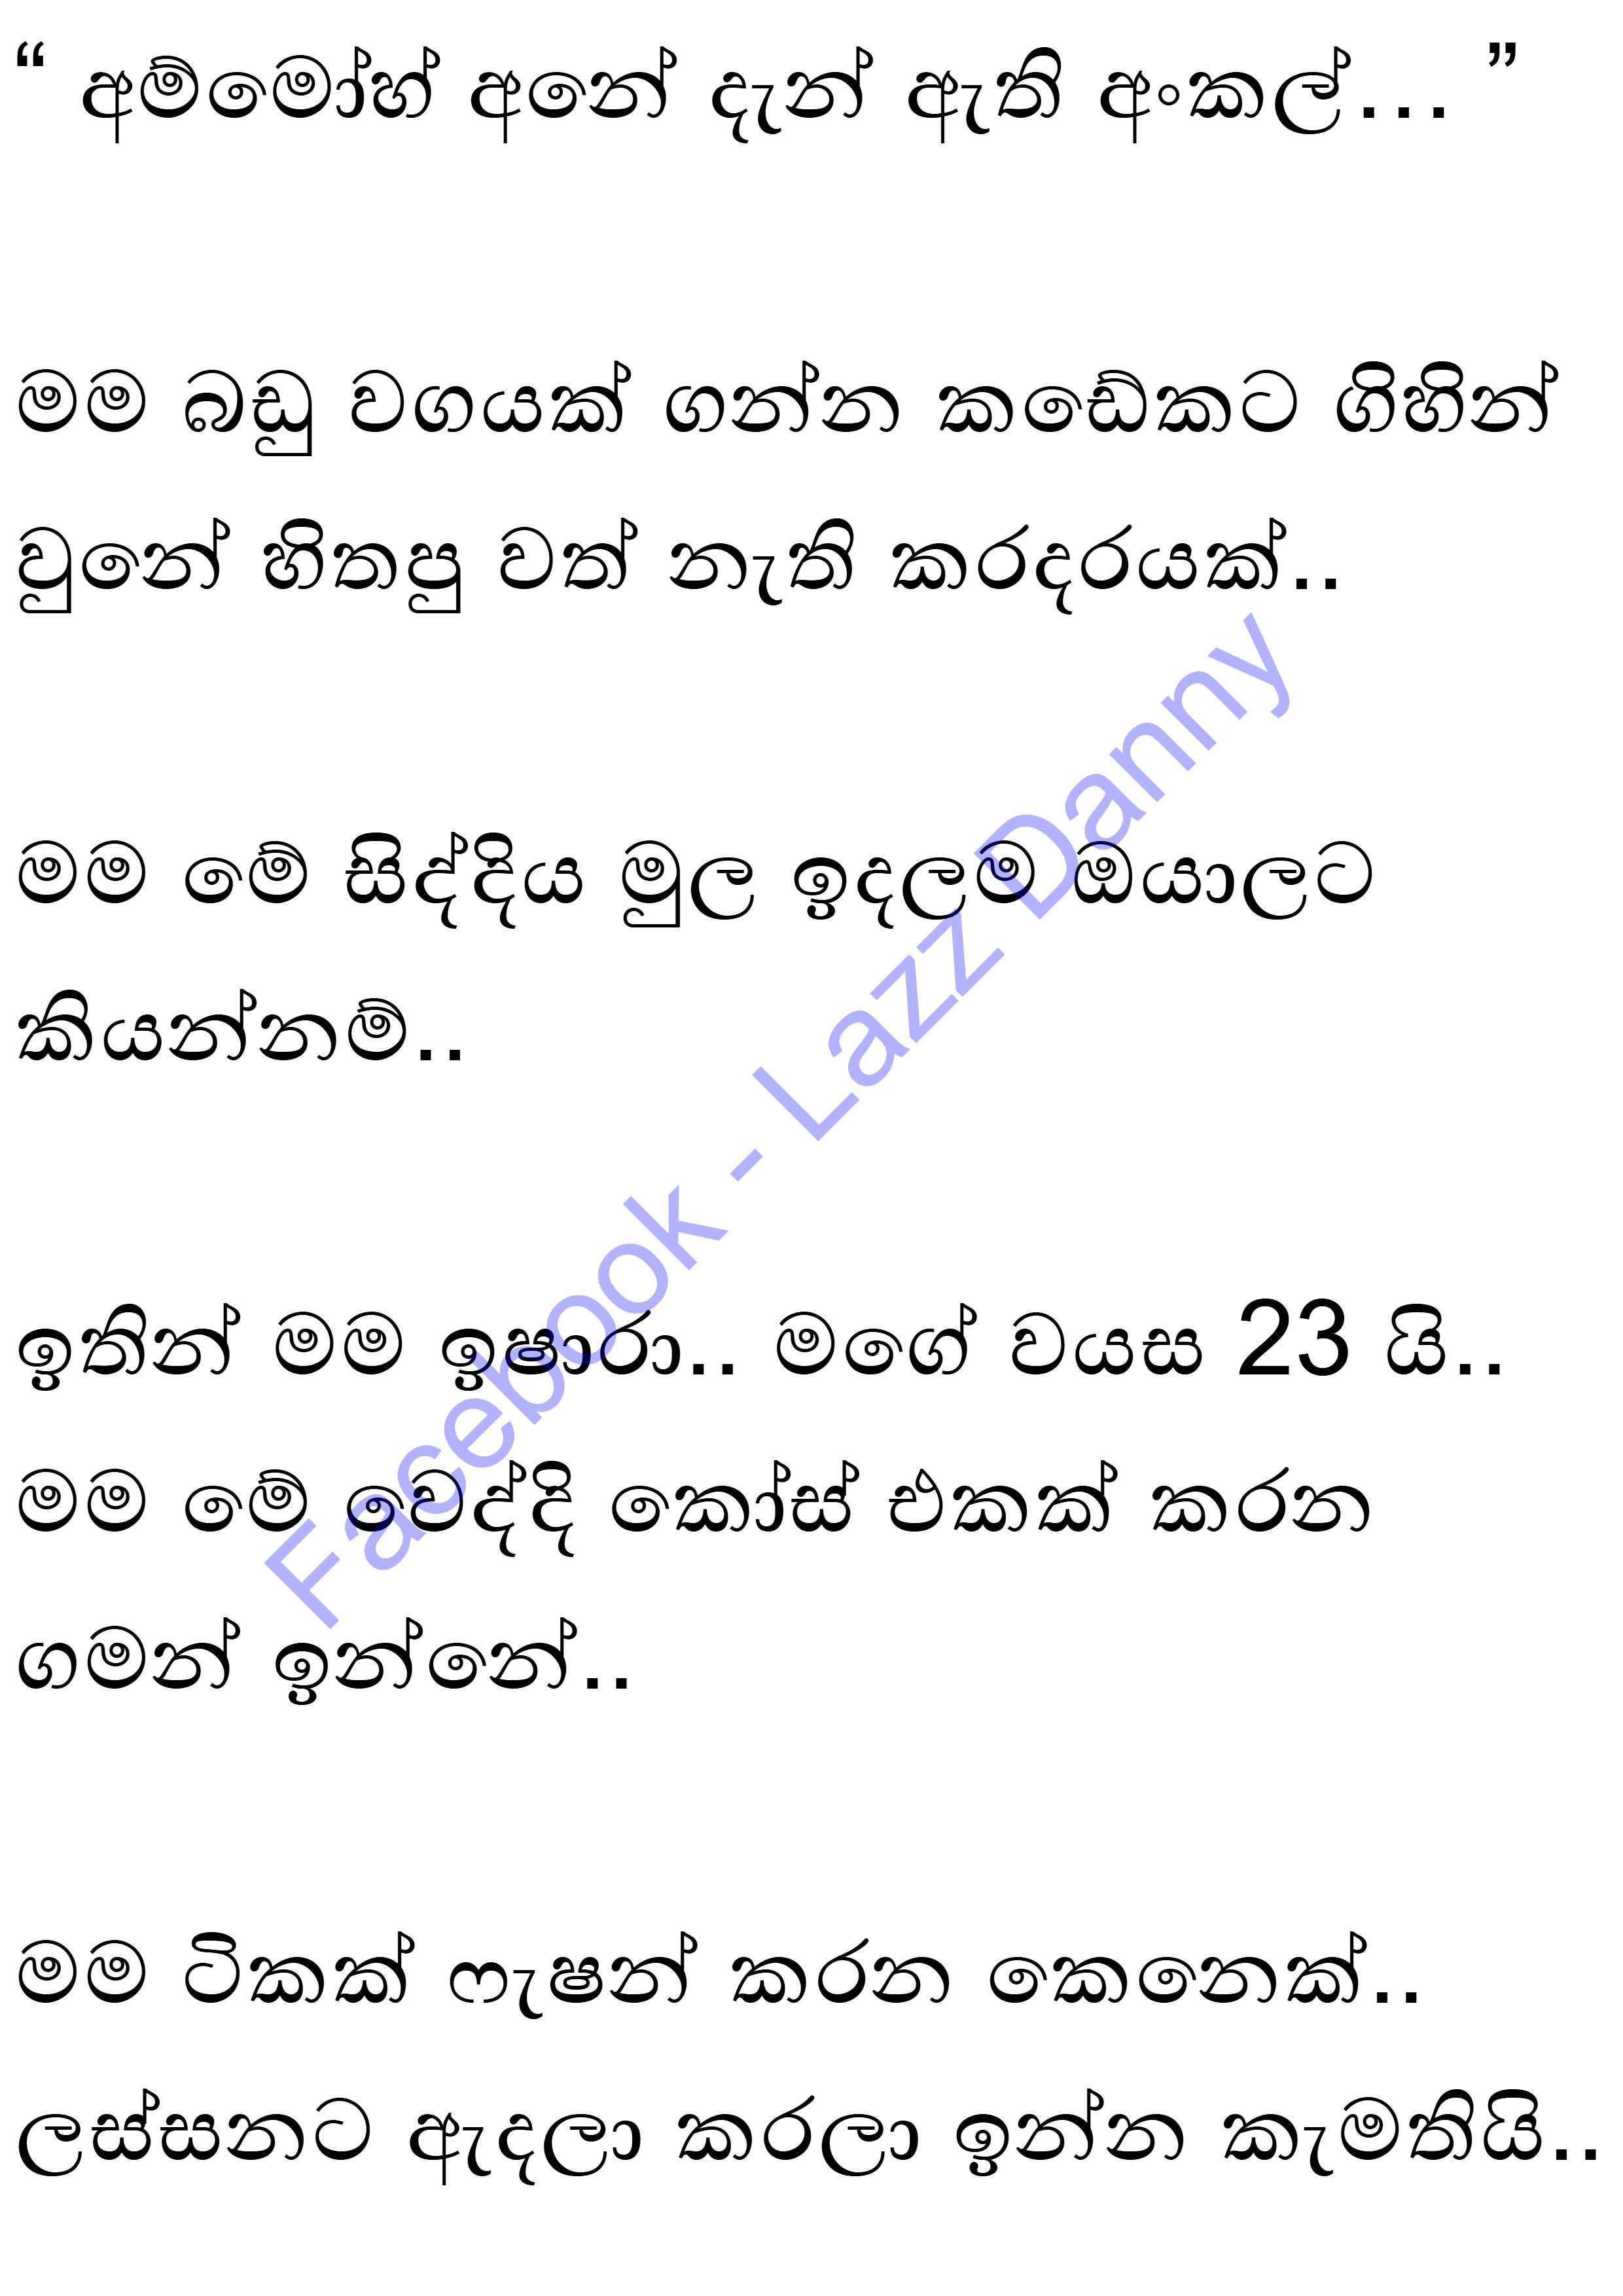 “ අම්මෝහ් අනේ දැන් ඇති අංකල්... ”
මම බඩු වගයක් ගන්න කඩේකට ගිහින්
වුනේ හිතපු වත් නැති කරදරයක්..
මම මේ සිද්දිය මුල ඉදලම ඔයාලට
කියන්නම්..
ඉතින් මම ඉෂාරා.. මගේ වයස 23 යි..
මම මේ වෙද්දි කෝස් එකක් කරන
ගමන් ඉන්නේ..
මම ටිකක් ෆැෂන් කරන කෙනෙක්..
ලස්සනට ඇදලා කරලා ඉන්න කැමතියි..
Facebook - Lazz Danny